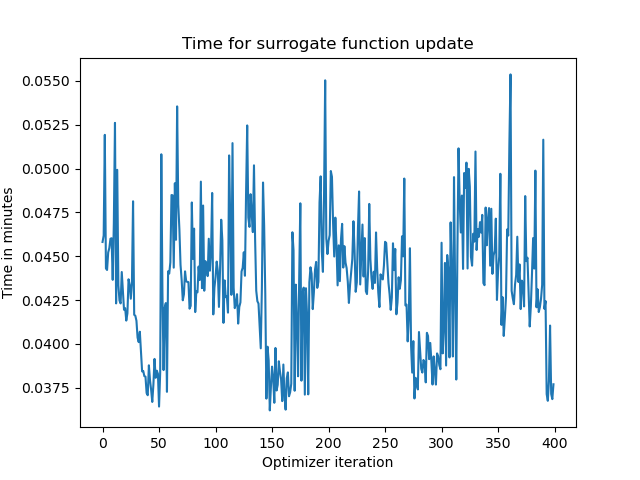 Time for surrogate function update
Time in minutes
0.0550
0.0525
0.0500
0.0475
0.0450
0.0425
0.0400
0.0375
0 50 100 150 200 250 300 350 400
Optimizer iteration